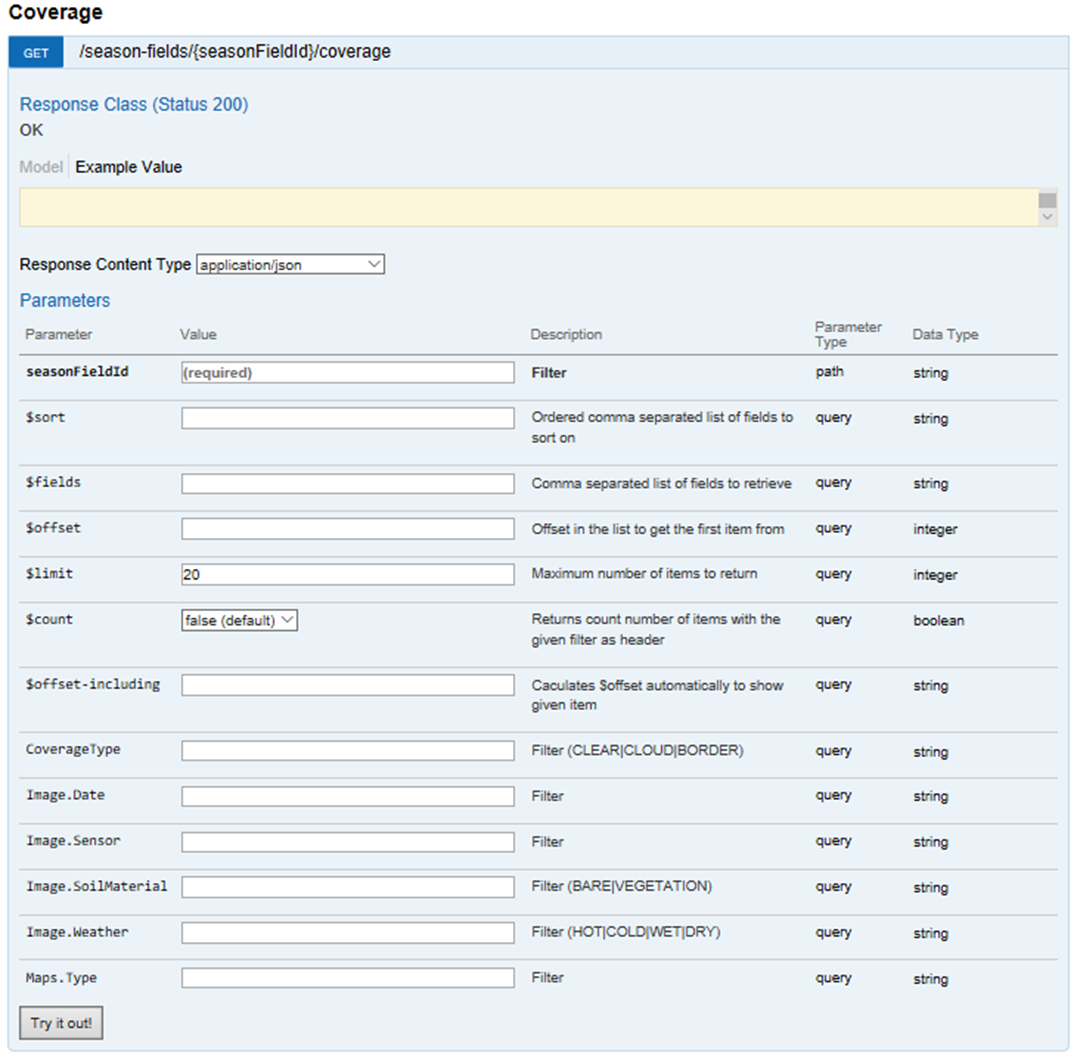 Coverage
GET /season-fields/{seasonFieldId}/coverage
Response Class (Status 200)
OK
Model Example Value
Response Content Type application/json
Parameters
Parameter Value Description Parameter Type Data Type
seasonFieldId (required) Filter path string
$sort Ordered comma separated list of fields to sort on query string
$fields Comma separated list of fields to retrieve query string
$offset Offset in the list to get the first item from query integer
$limit 20 Maximum number of items to return query integer
$count false (default) Returns count number of items with the given filter as header query boolean
$offset-including Caculates $offset automatically to show given item query string
CoverageType Filter (CLEAR|CLOUD|BORDER) query string
Image.Date Filter query string
Image.Sensor Filter query string
Image.SoilMaterial Filter (BARE|VEGETATION) query string
Image.Weather Filter (HOT|COLD|WET|DRY) query string
Maps.Type Filter query string
Try it out!